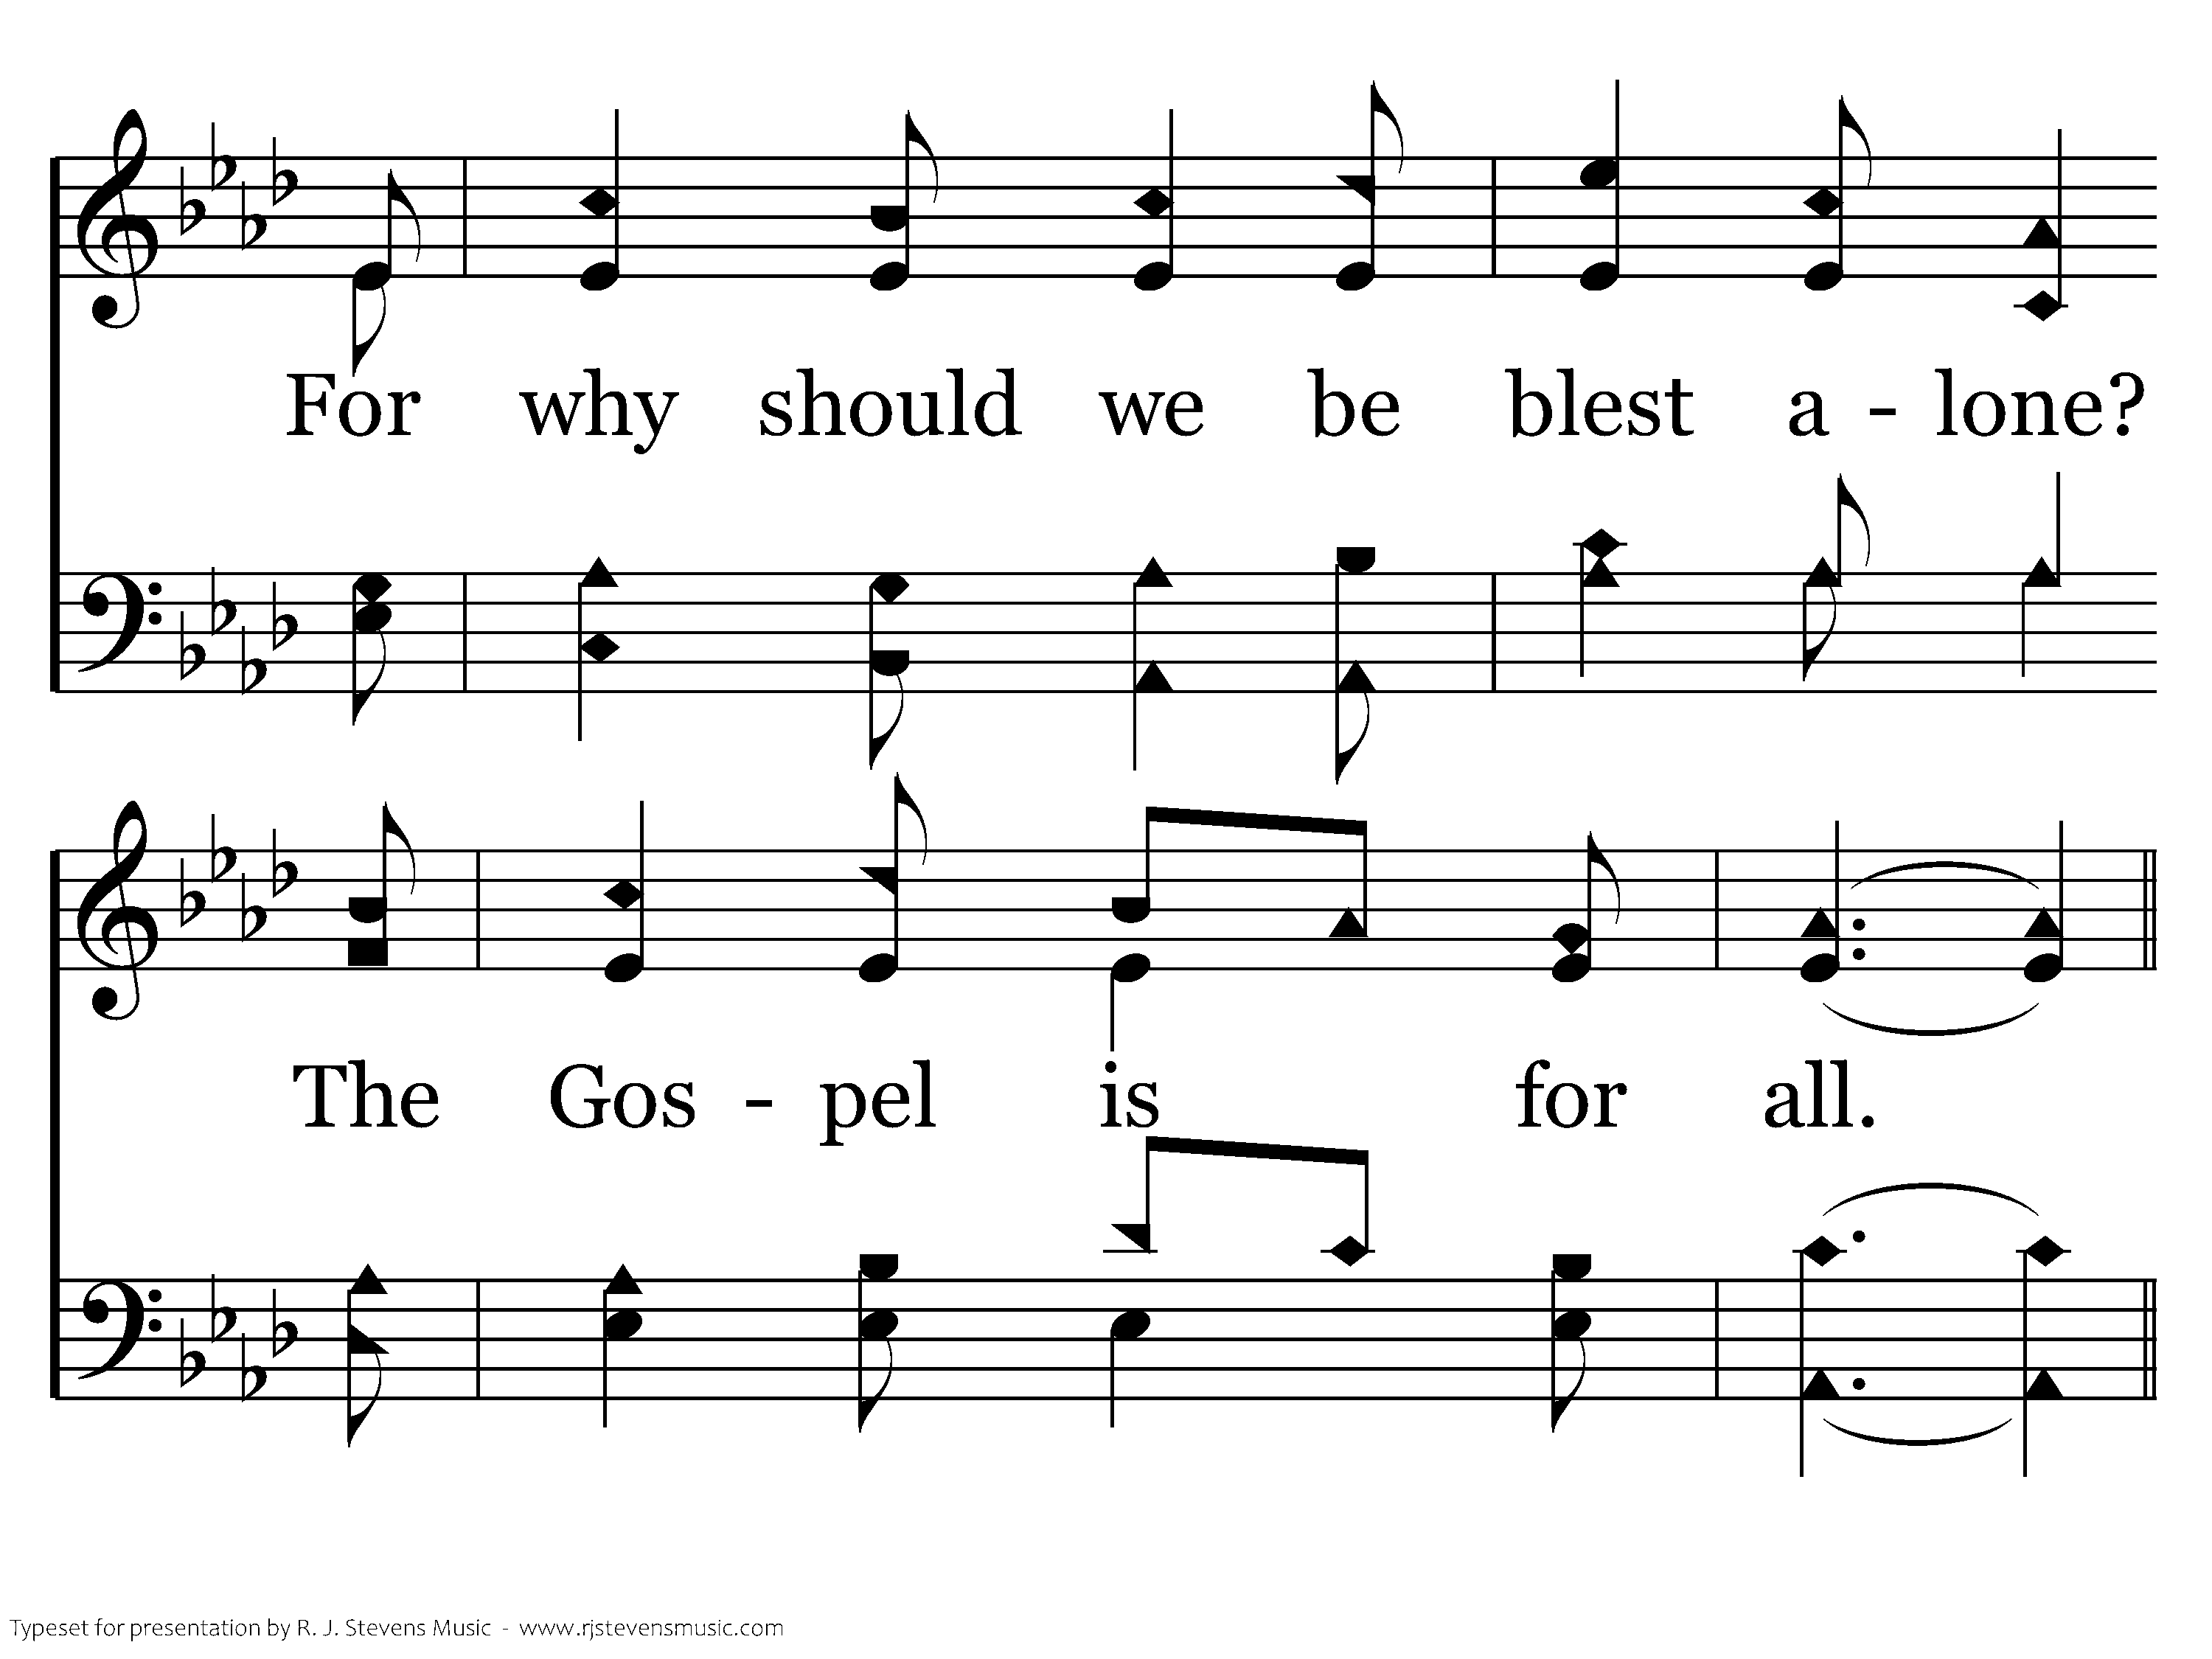 For why should we be blest a - lone?
The Gos - pel is for all.
Typeset for presentation by R. J. Stevens Music - www.rjstevensmusic.com